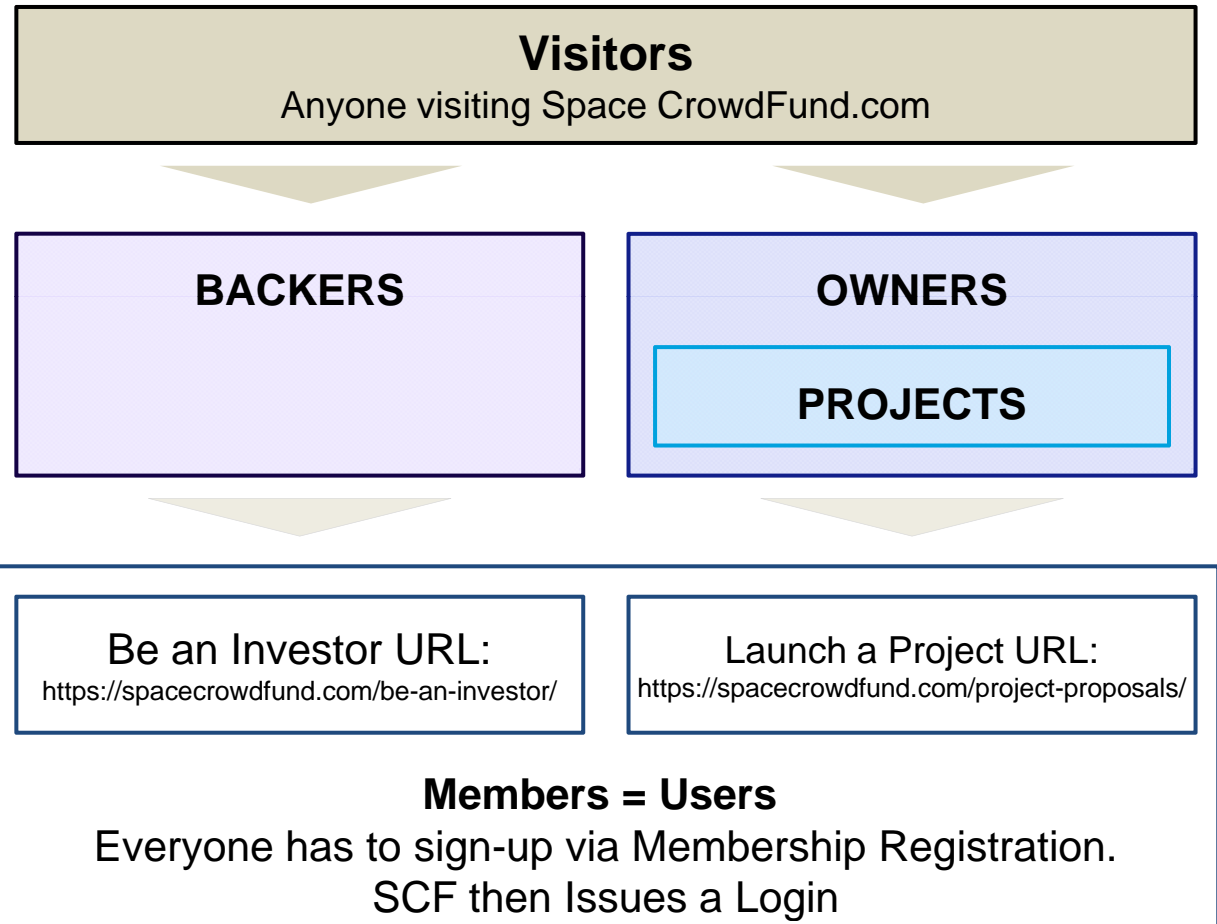 Visitors
Anyone visiting Space CrowdFund.com
BACKERS
OWNERS
PROJECTS
Be an Investor URL:
https://spacecrowdfund.com/be-an-investor/
Launch a Project URL:
https://spacecrowdfund.com/project-proposals/
Members = Users
Everyone has to sign-up via Membership Registration.
SCF then Issues a Login